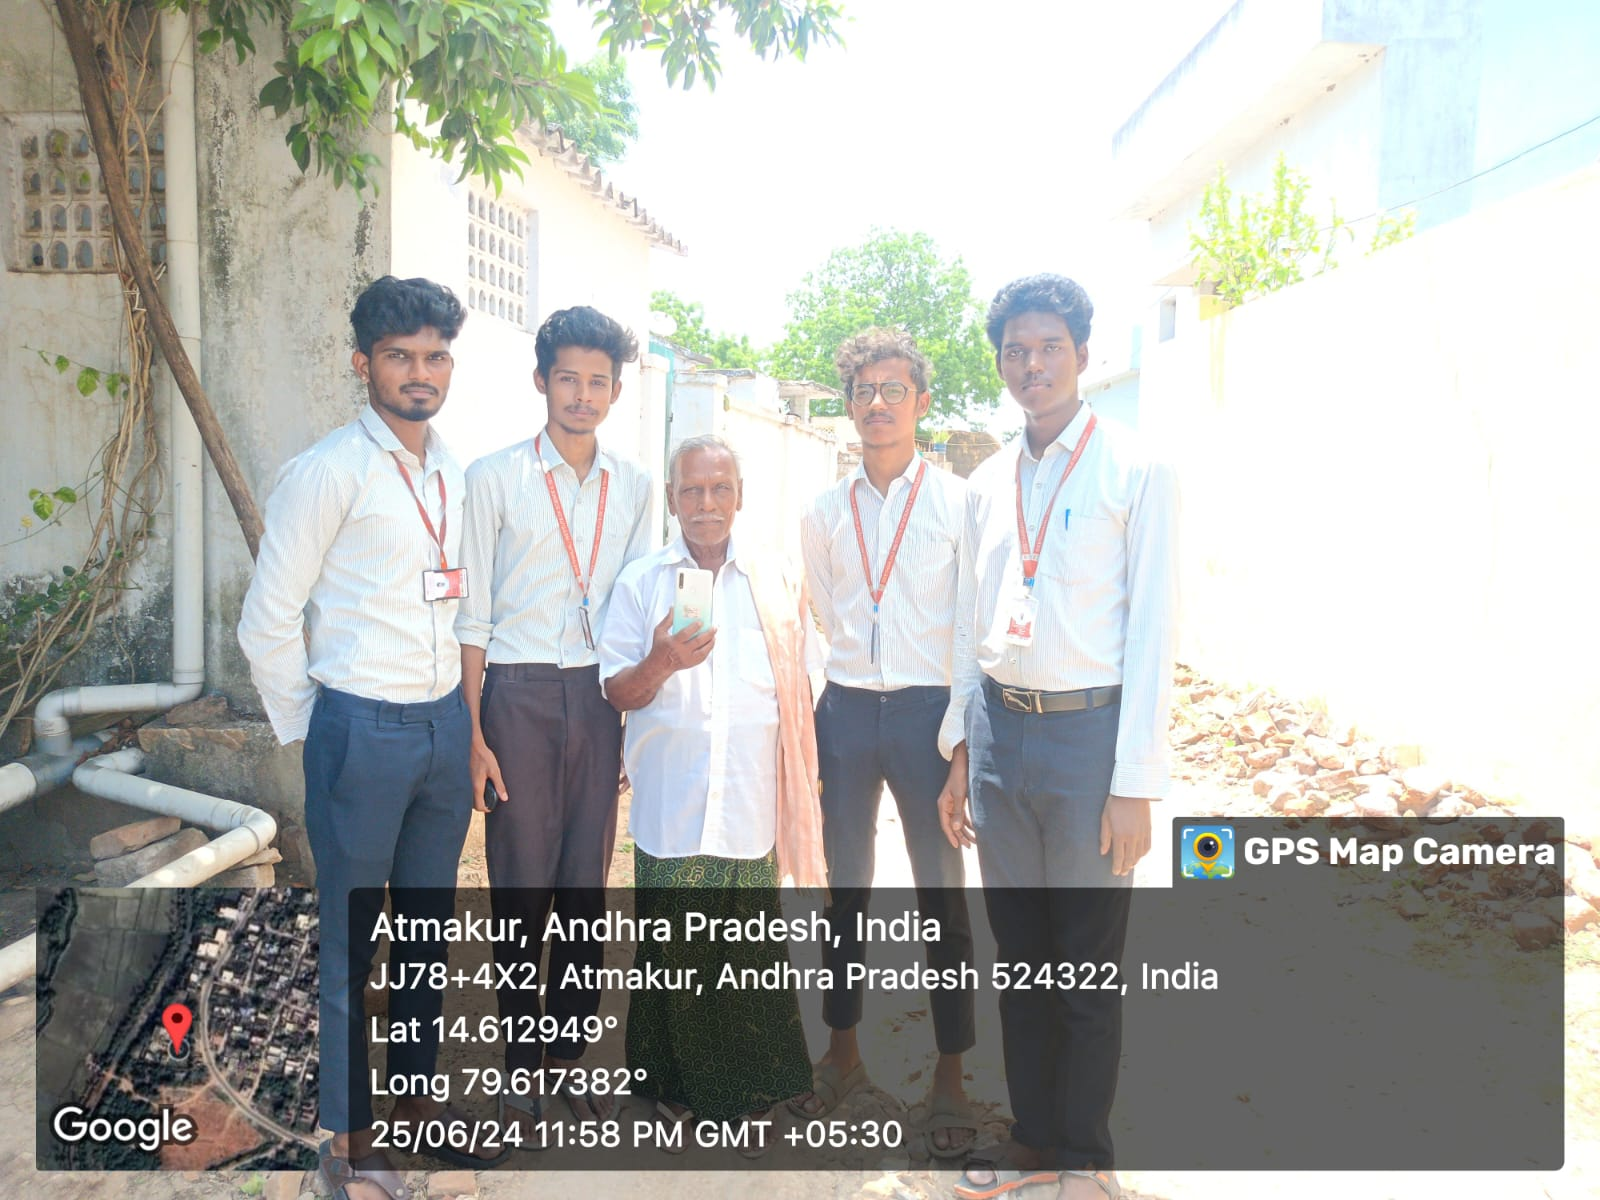 GPS Map Camera
Atmakur, Andhra Pradesh, India
JJ78+4X2, Atmakur, Andhra Pradesh 524322, India
Lat 14.612949°
Long 79.617382°
25/06/24 11:58 PM GMT +05:30
Google